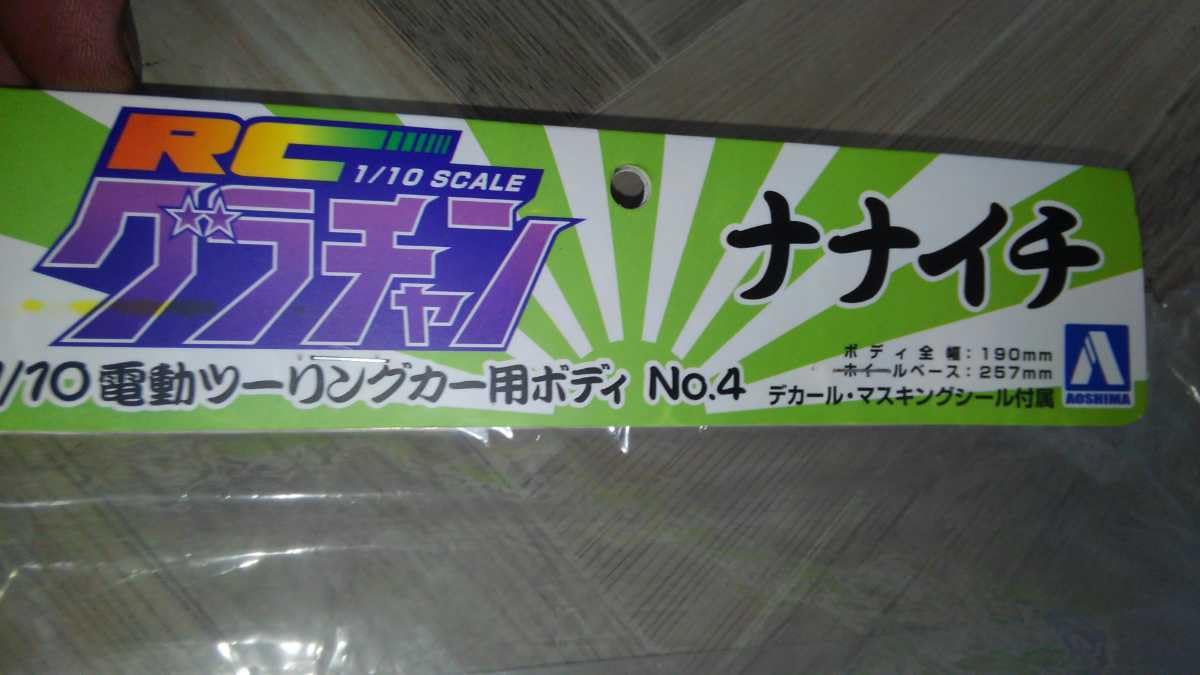 RC
1/10 SCALE
グラチャン
ナナイチ
1/10 電動ツーリングカー用ボディ No.4
ボディ全幅：190mm
ホイールベース：257mm
デカール・マスキングシール付属
AOSHIMA